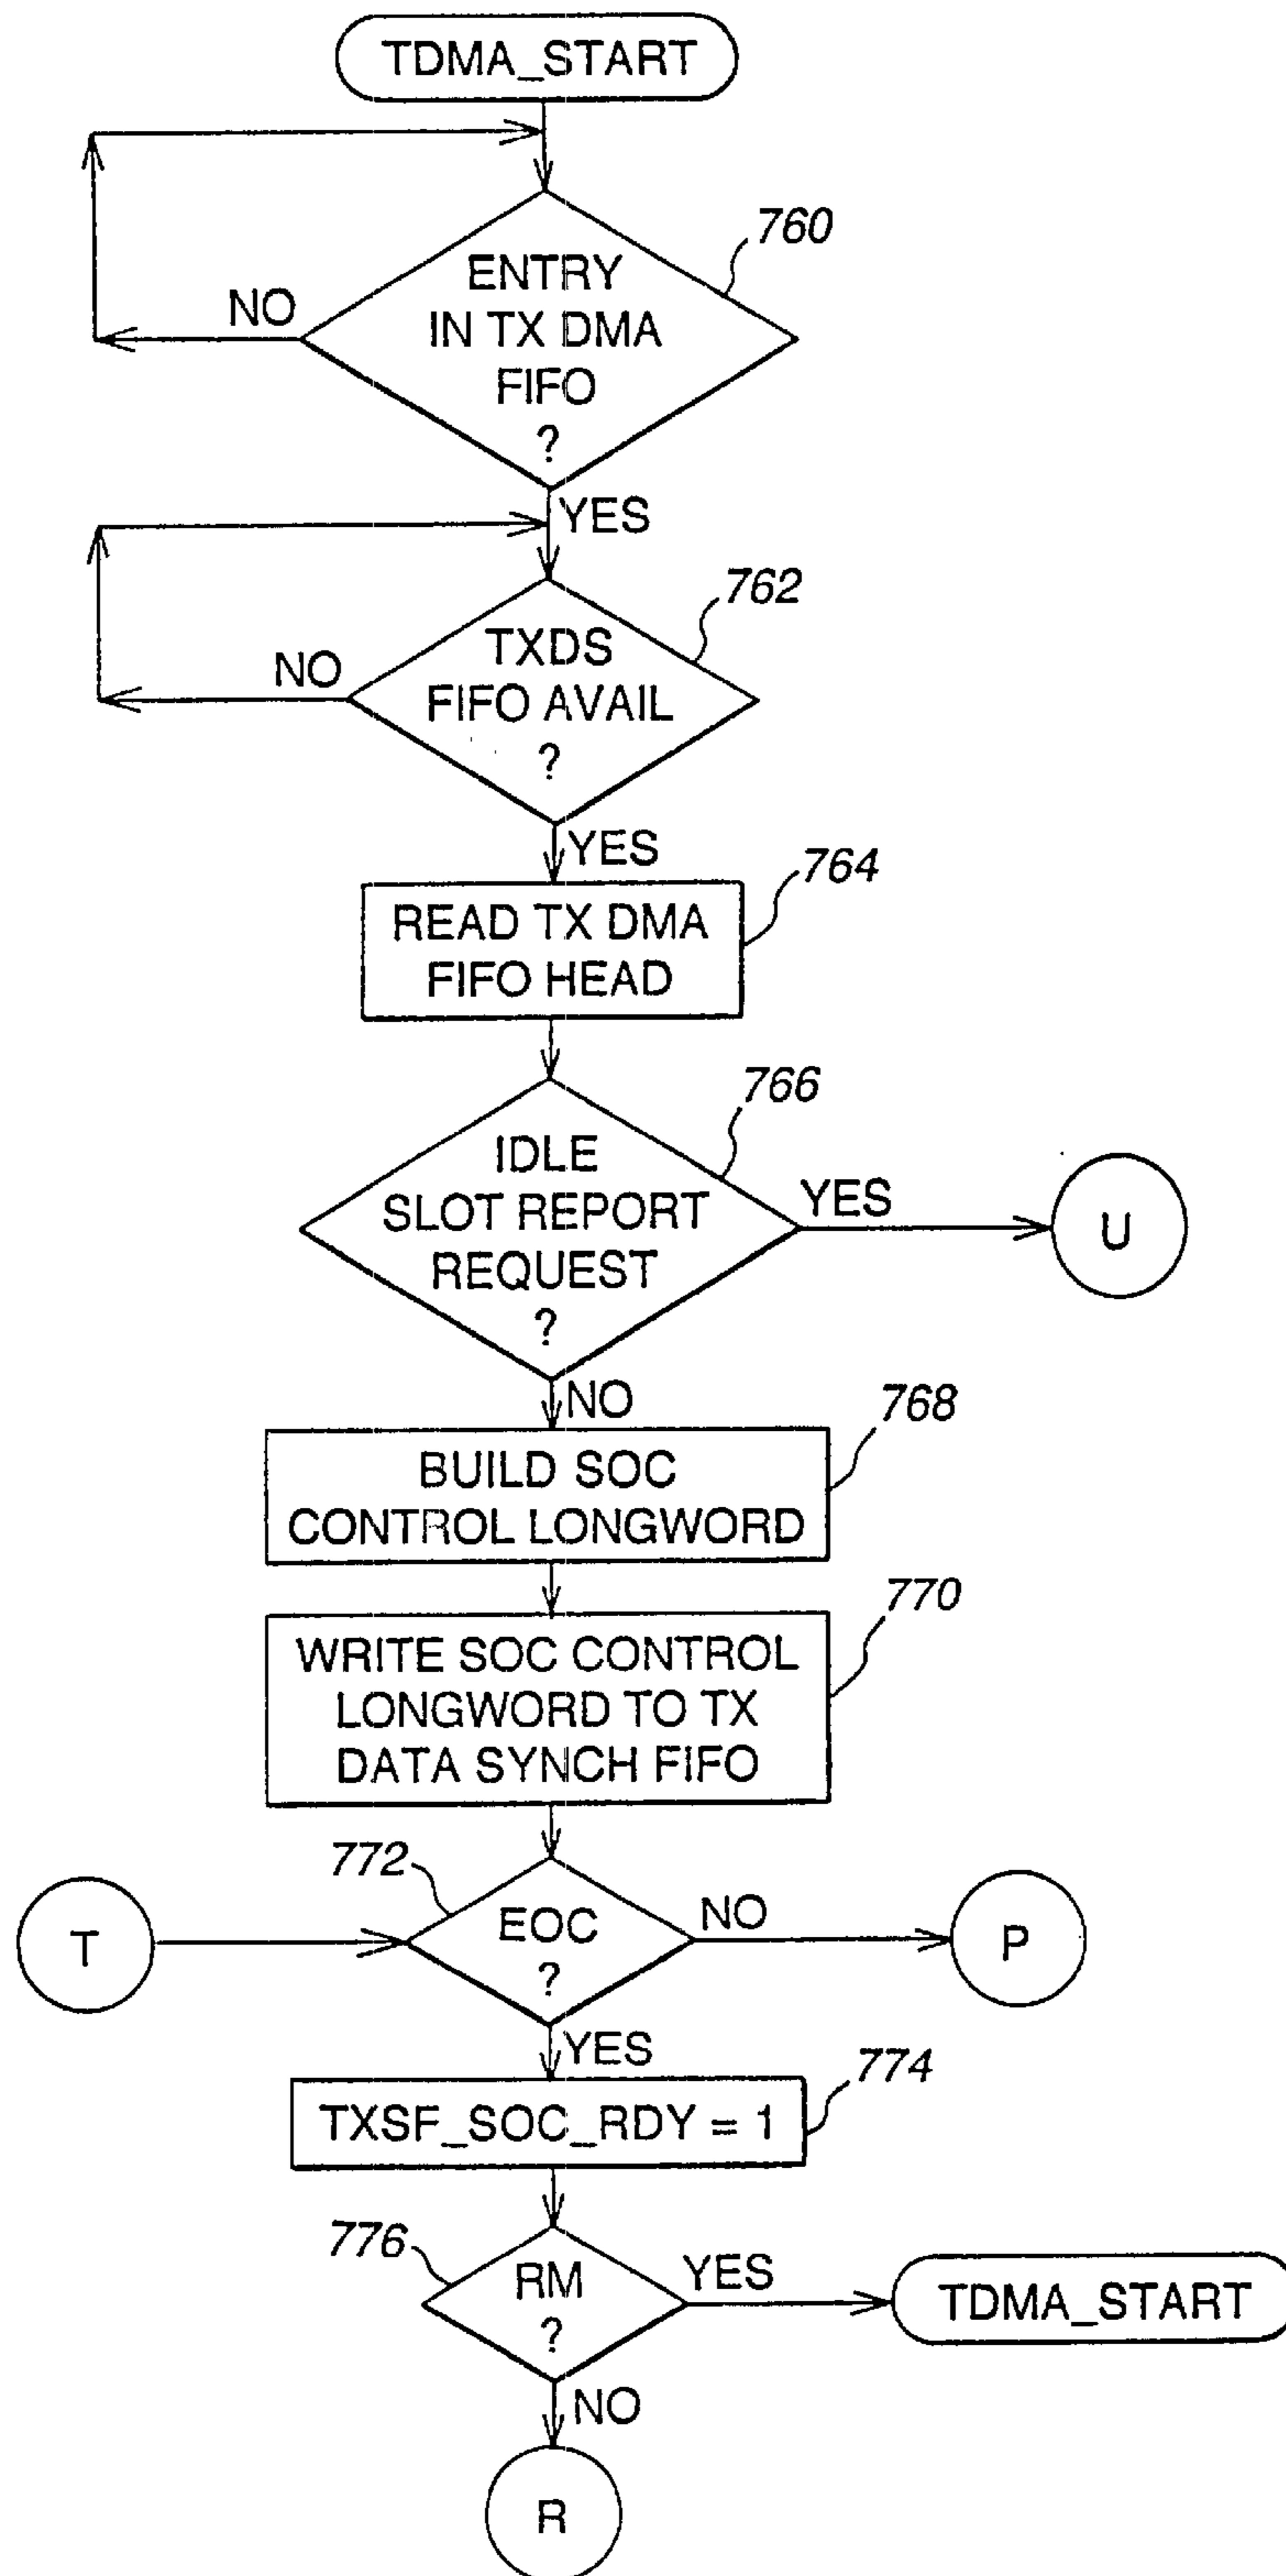 TDMA_START
760
ENTRY
IN TX DMA
FIFO
?
NO
YES
762
TXDS
FIFO AVAIL
?
NO
YES
764
READ TX DMA
FIFO HEAD
766
IDLE
SLOT REPORT
REQUEST
?
YES
U
NO
768
BUILD SOC
CONTROL LONGWORD
770
WRITE SOC CONTROL
LONGWORD TO TX
DATA SYNCH FIFO
772
T
EOC
?
NO
P
YES
774
TXSF_SOC_RDY = 1
776
RM
?
YES
TDMA_START
NO
R